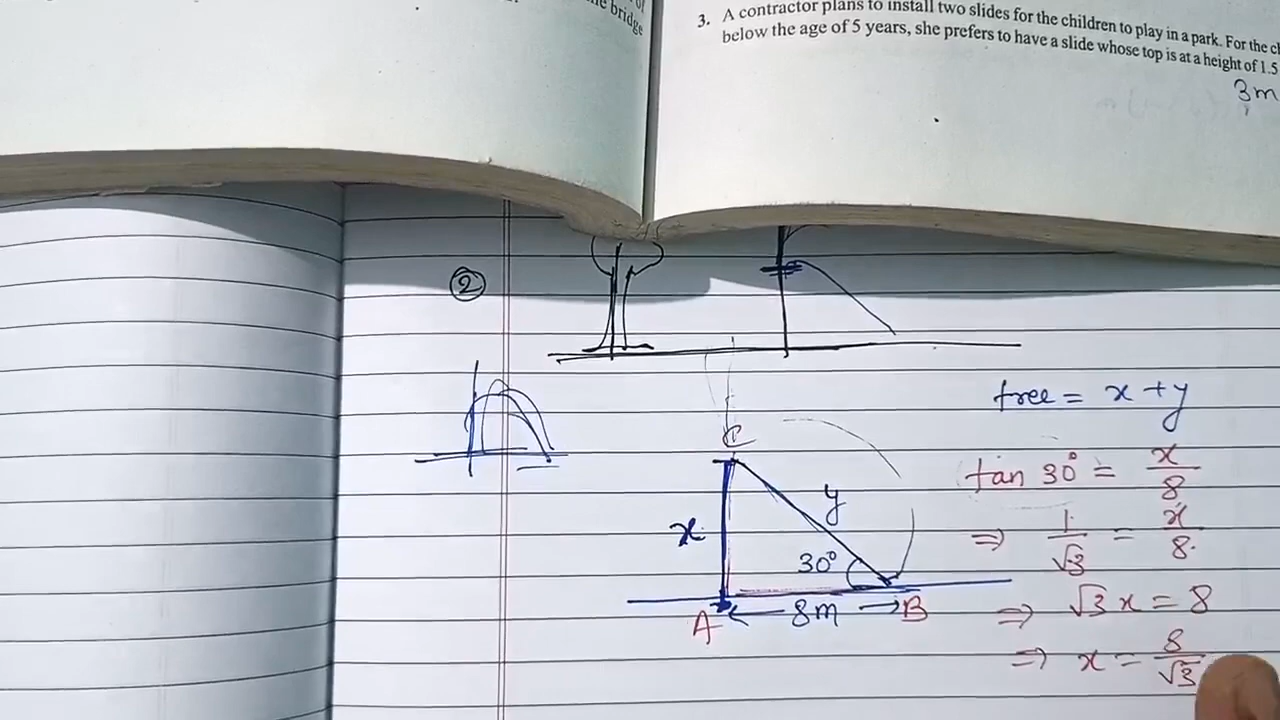 bridge
3. A contractor plans to install two slides for the children to play in a park. For the
below the age of 5 years, she prefers to have a slide whose top is at a height of 1.5
3m
②
tree = x + y
C
tan 30° = x/8
y
x
⇒ 1/√3 = x/8
30°
⇒ √3 x = 8
A ← 8m → B
⇒ x = 8/√3